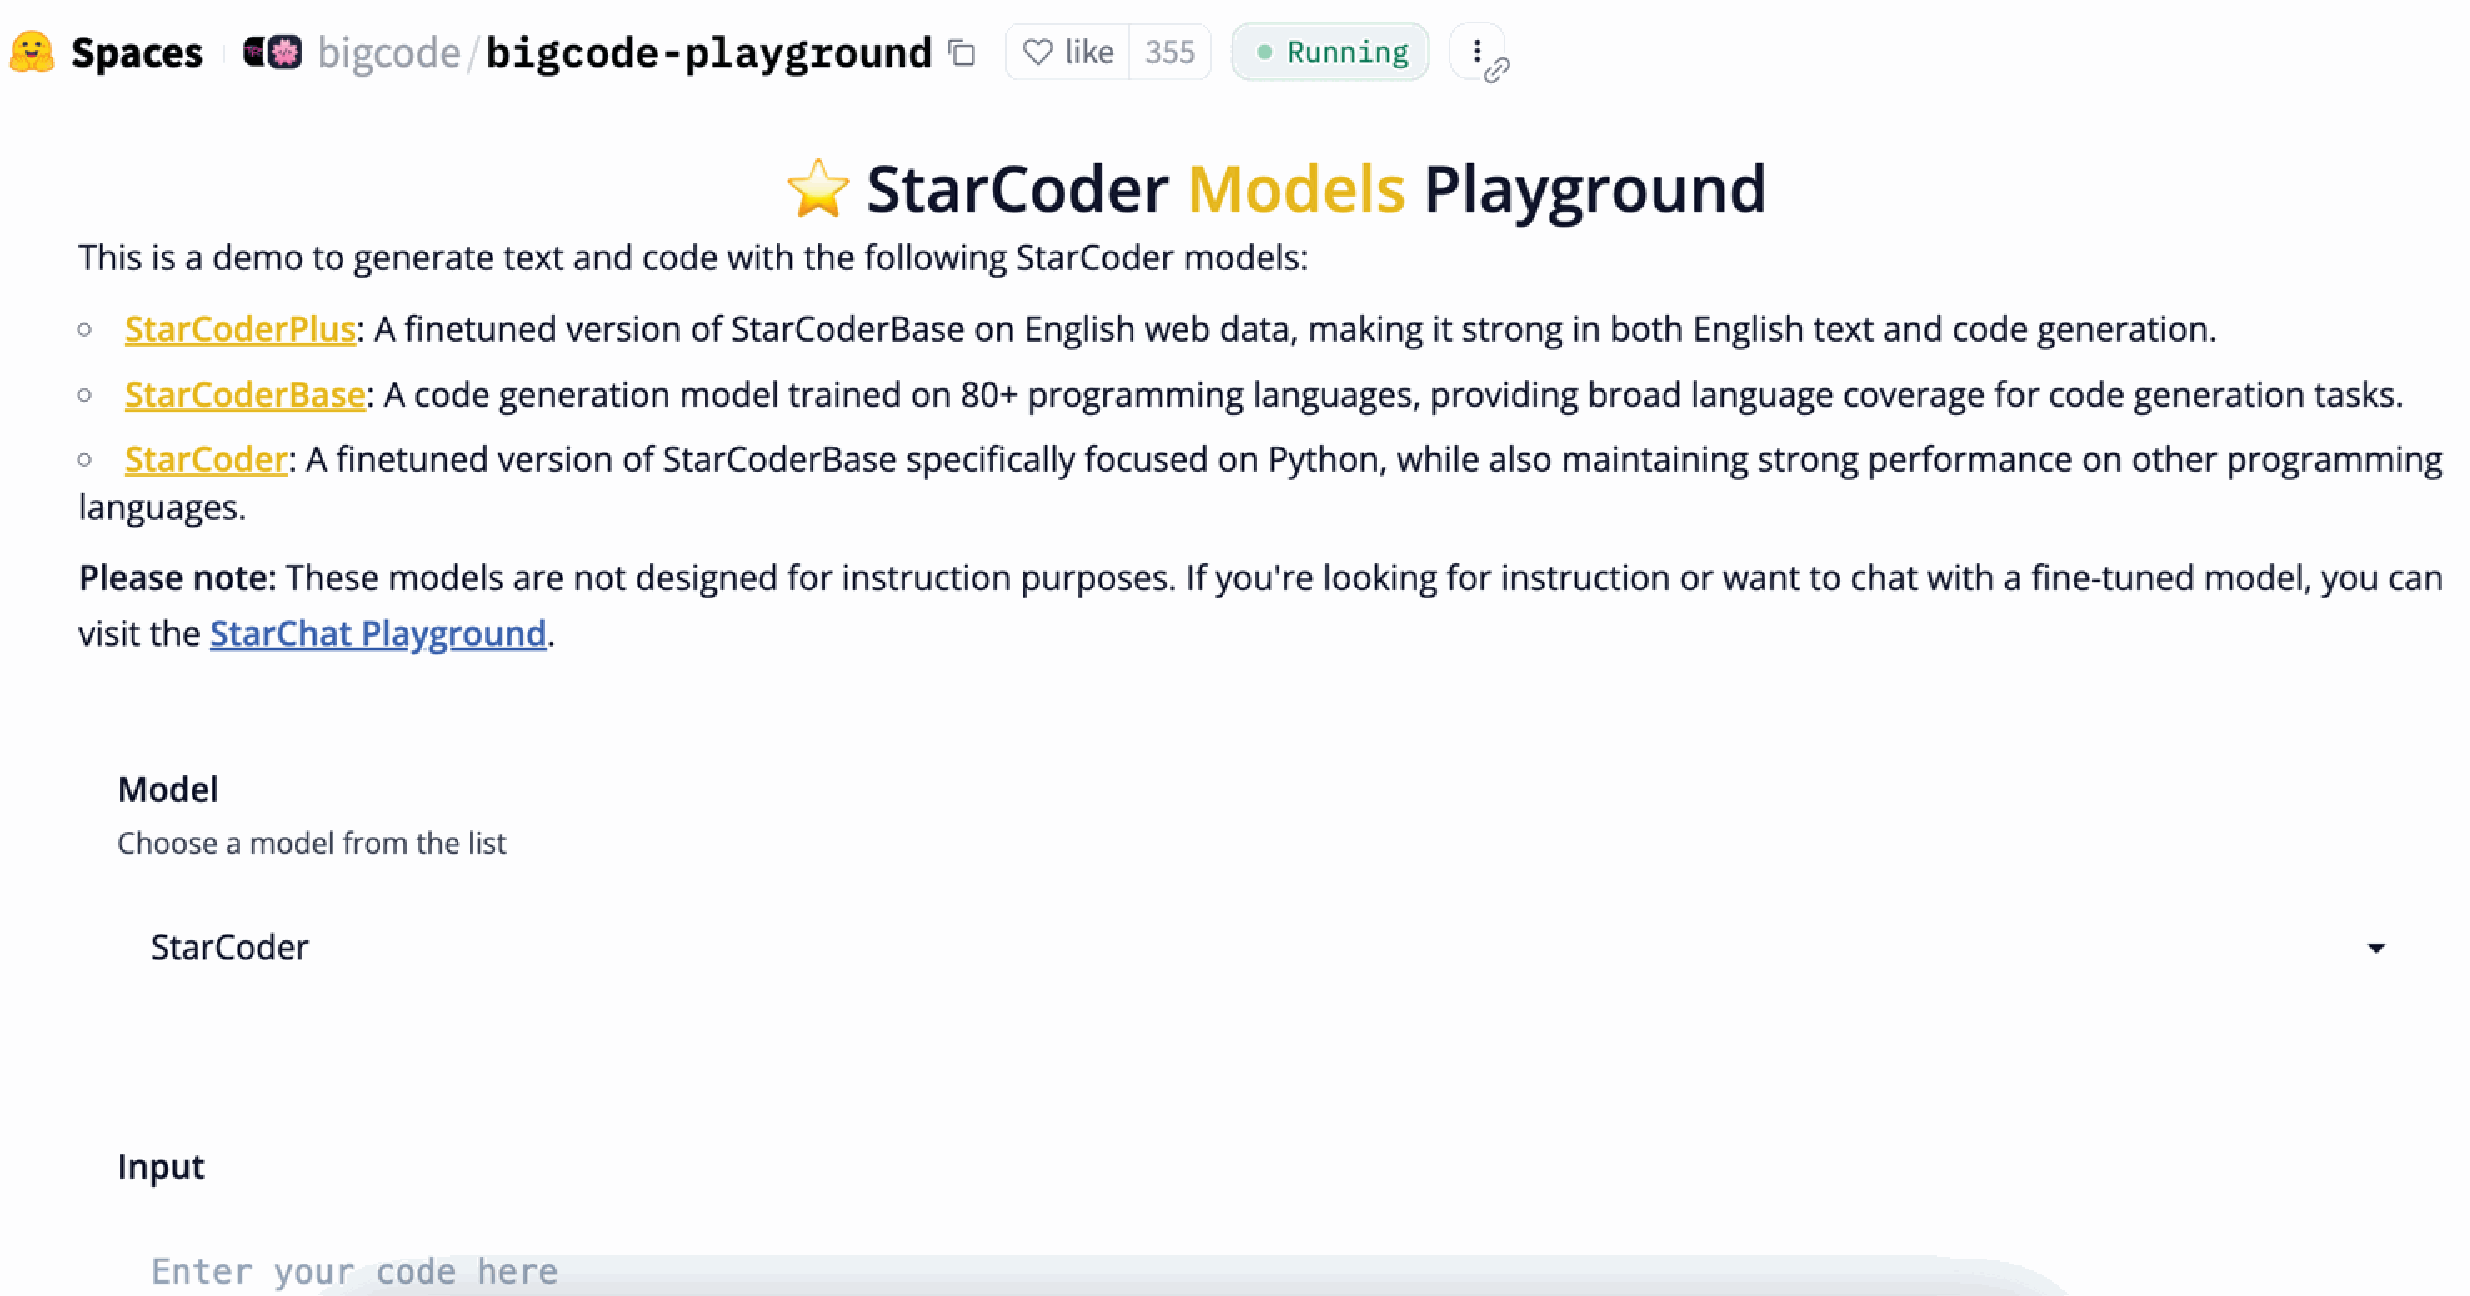 Spaces bigcode/bigcode-playground like 355 Running
StarCoder Models Playground
This is a demo to generate text and code with the following StarCoder models:
StarCoderPlus: A finetuned version of StarCoderBase on English web data, making it strong in both English text and code generation.
StarCoderBase: A code generation model trained on 80+ programming languages, providing broad language coverage for code generation tasks.
StarCoder: A finetuned version of StarCoderBase specifically focused on Python, while also maintaining strong performance on other programming
languages.
Please note: These models are not designed for instruction purposes. If you're looking for instruction or want to chat with a fine-tuned model, you can
visit the StarChat Playground.
Model
Choose a model from the list
StarCoder
Input
Enter your code here